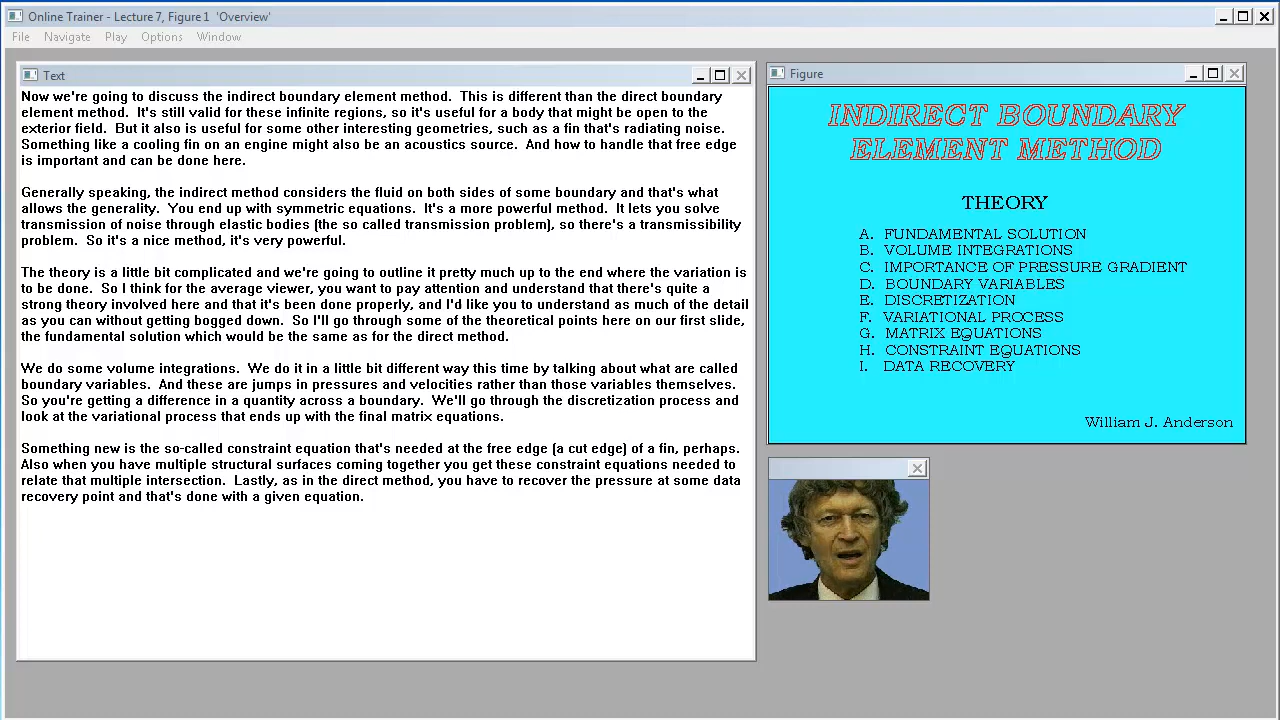 Online Trainer - Lecture 7, Figure 1 'Overview'
File Navigate Play Options Window
Text
Now we're going to discuss the indirect boundary element method. This is different than the direct boundary
element method. It's still valid for these infinite regions, so it's useful for a body that might be open to the
exterior field. But it also is useful for some other interesting geometries, such as a fin that's radiating noise.
Something like a cooling fin on an engine might also be an acoustics source. And how to handle that free edge
is important and can be done here.
Generally speaking, the indirect method considers the fluid on both sides of some boundary and that's what
allows the generality. You end up with symmetric equations. It's a more powerful method. It lets you solve
transmission of noise through elastic bodies (the so called transmission problem), so there's a transmissibility
problem. So it's a nice method, it's very powerful.
The theory is a little bit complicated and we're going to outline it pretty much up to the end where the variation is
to be done. So I think for the average viewer, you want to pay attention and understand that there's quite a
strong theory involved here and that it's been done properly, and I'd like you to understand as much of the detail
as you can without getting bogged down. So I'll go through some of the theoretical points here on our first slide,
the fundamental solution which would be the same as for the direct method.
We do some volume integrations. We do it in a little bit different way this time by talking about what are called
boundary variables. And these are jumps in pressures and velocities rather than those variables themselves.
So you're getting a difference in a quantity across a boundary. We'll go through the discretization process and
look at the variational process that ends up with the final matrix equations.
Something new is the so-called constraint equation that's needed at the free edge (a cut edge) of a fin, perhaps.
Also when you have multiple structural surfaces coming together you get these constraint equations needed to
relate that multiple intersection. Lastly, as in the direct method, you have to recover the pressure at some data
recovery point and that's done with a given equation.
Figure
INDIRECT BOUNDARY
ELEMENT METHOD
THEORY
A. FUNDAMENTAL SOLUTION
B. VOLUME INTEGRATIONS
C. IMPORTANCE OF PRESSURE GRADIENT
D. BOUNDARY VARIABLES
E. DISCRETIZATION
F. VARIATIONAL PROCESS
G. MATRIX EQUATIONS
H. CONSTRAINT EQUATIONS
I. DATA RECOVERY
William J. Anderson